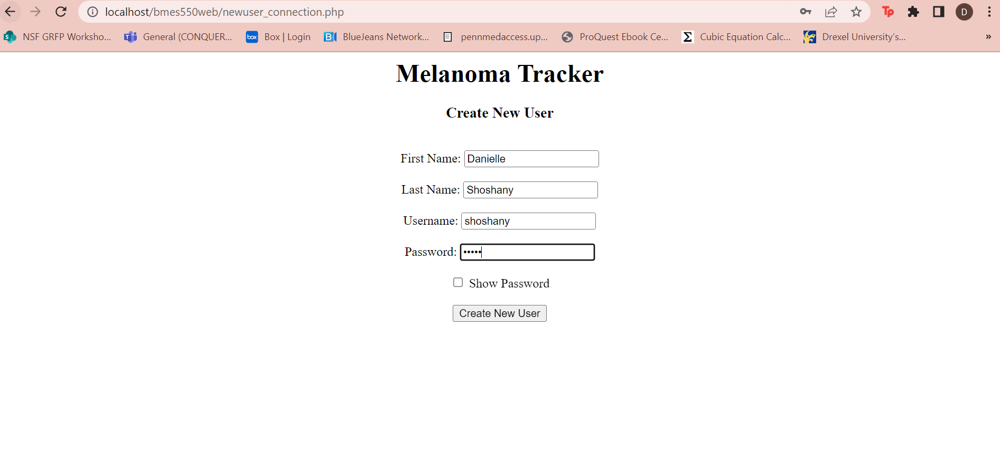 localhost/bmes550web/newuser_connection.php
Tp
D
S NSF GRFP Worksho... General (CONQUER... box Box | Login B BlueJeans Network... pennmedaccess.up... ProQuest Ebook Ce... Σ Cubic Equation Calc... Drexel University's... »
Melanoma Tracker
Create New User
First Name: Danielle
Last Name: Shoshany
Username: shoshany
Password: •••••
Show Password
Create New User